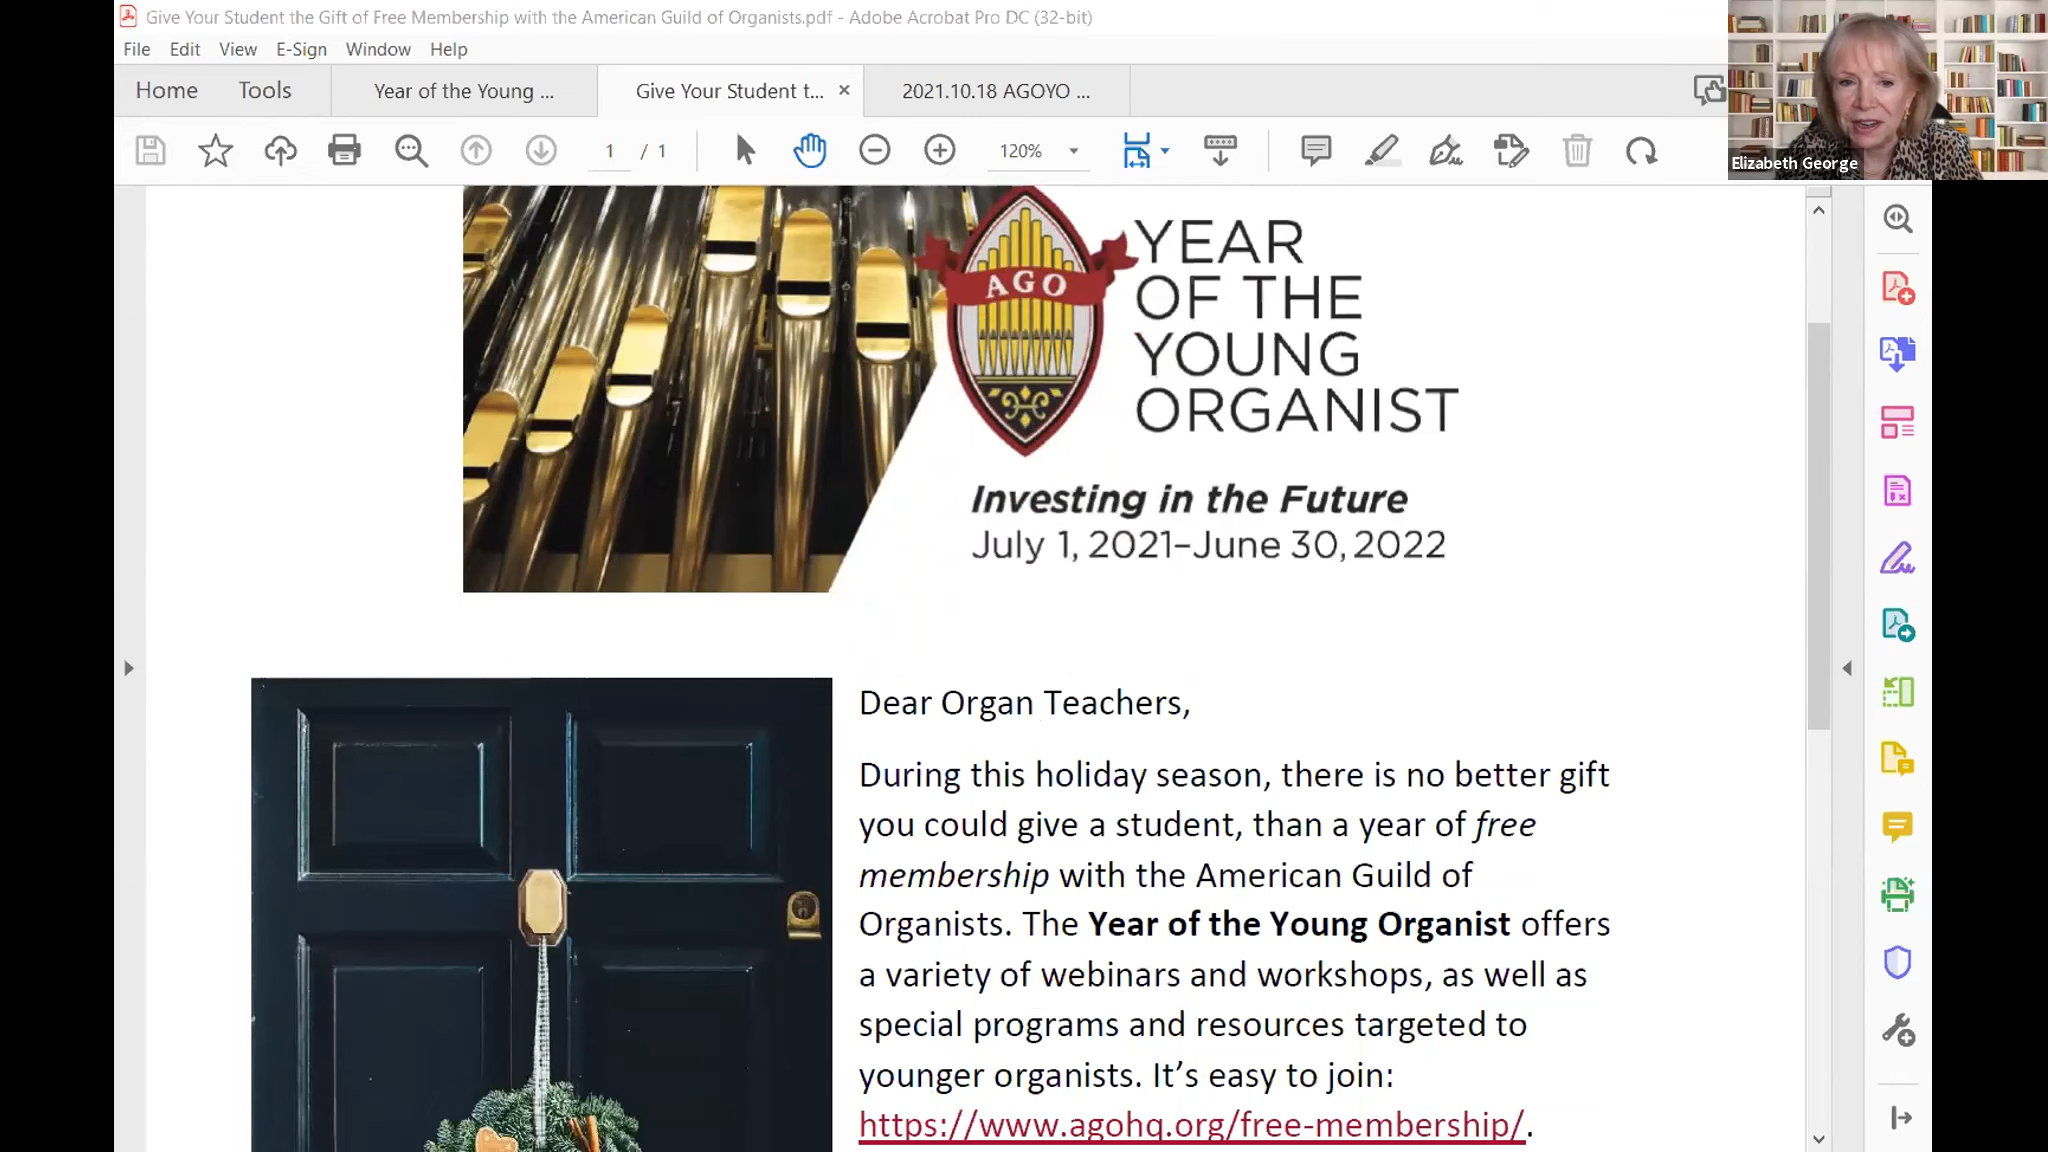 Give Your Student the Gift of Free Membership with the American Guild of Organists.pdf - Adobe Acrobat Pro DC (32-bit)
File Edit View E-Sign Window Help
Home Tools Year of the Young ... Give Your Student t... × 2021.10.18 AGOYO ...
1 / 1 120%
Elizabeth George
AGO
YEAR
OF THE
YOUNG
ORGANIST
Investing in the Future
July 1, 2021–June 30, 2022
Dear Organ Teachers,
During this holiday season, there is no better gift
you could give a student, than a year of free
membership with the American Guild of
Organists. The Year of the Young Organist offers
a variety of webinars and workshops, as well as
special programs and resources targeted to
younger organists. It’s easy to join:
https://www.agohq.org/free-membership/.